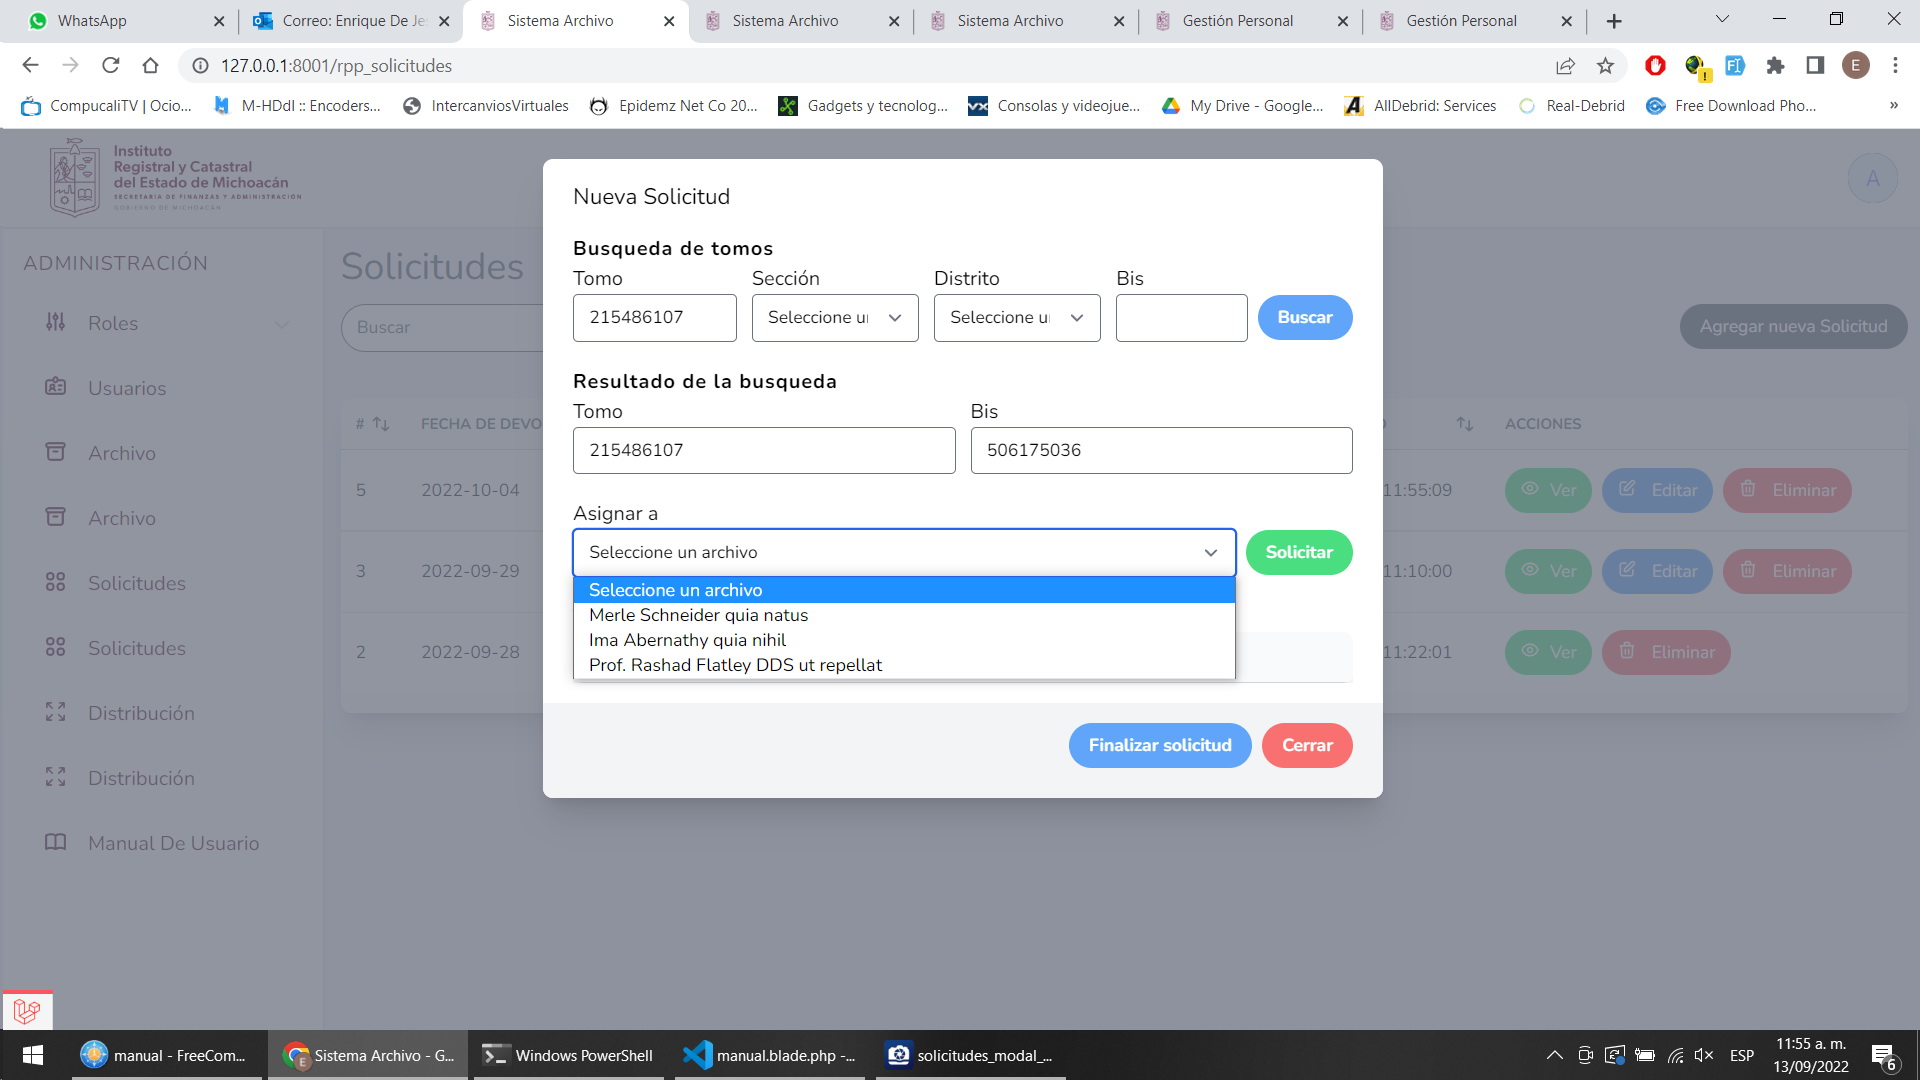 WhatsApp
Correo: Enrique De Je
Sistema Archivo
Sistema Archivo
Sistema Archivo
Gestión Personal
Gestión Personal
127.0.0.1:8001/rpp_solicitudes
E
CompucaliTV | Ocio...
M-HDdl :: Encoders...
IntercanviosVirtuales
Epidemz Net Co 20...
Gadgets y tecnolog...
Consolas y videojue...
My Drive - Google...
AllDebrid: Services
Real-Debrid
Free Download Pho...
»
Instituto
Registral y Catastral
del Estado de Michoacán
SECRETARÍA DE FINANZAS Y ADMINISTRACIÓN
GOBIERNO DE MICHOACÁN
A
ADMINISTRACIÓN
Roles
Usuarios
Archivo
Archivo
Solicitudes
Solicitudes
Distribución
Distribución
Manual De Usuario
Solicitudes
Buscar
Agregar nueva Solicitud
# FECHA DE DEVO
ACCIONES
5 2022-10-04 11:55:09 Ver Editar Eliminar
3 2022-09-29 11:10:00 Ver Editar Eliminar
2 2022-09-28 11:22:01 Ver Eliminar
Nueva Solicitud
Busqueda de tomos
Tomo Sección Distrito Bis
215486107 Seleccione u Seleccione u Buscar
Resultado de la busqueda
Tomo Bis
215486107 506175036
Asignar a
Seleccione un archivo Solicitar
Seleccione un archivo
Merle Schneider quia natus
Ima Abernathy quia nihil
Prof. Rashad Flatley DDS ut repellat
Finalizar solicitud Cerrar
manual - FreeCom...
Sistema Archivo - G...
Windows PowerShell
manual.blade.php -...
solicitudes_modal_...
ESP
11:55 a. m.
13/09/2022
6